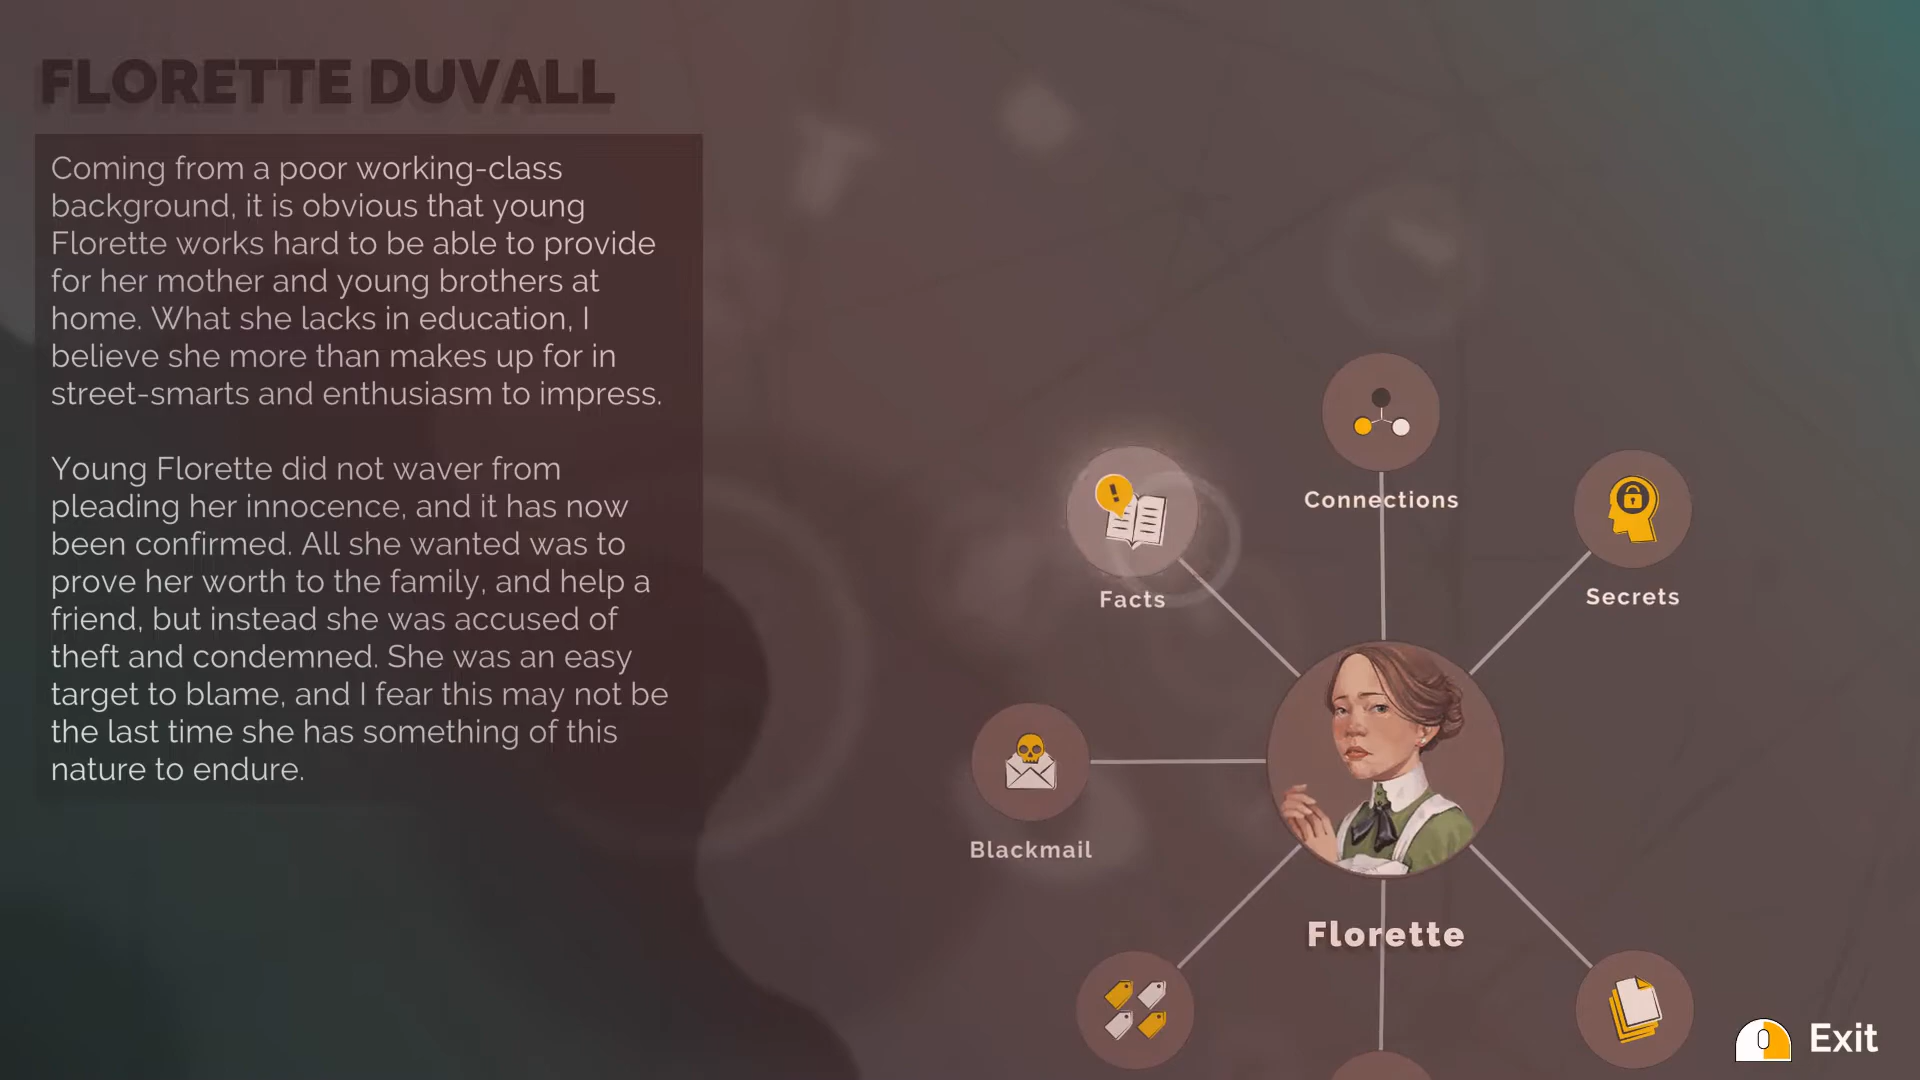 FLORETTE DUVALL
Coming from a poor working-class
background, it is obvious that young
Florette works hard to be able to provide
for her mother and young brothers at
home. What she lacks in education, I
believe she more than makes up for in
street-smarts and enthusiasm to impress.
Young Florette did not waver from
pleading her innocence, and it has now
been confirmed. All she wanted was to
prove her worth to the family, and help a
friend, but instead she was accused of
theft and condemned. She was an easy
target to blame, and I fear this may not be
the last time she has something of this
nature to endure.
Connections
Secrets
Facts
Blackmail
Florette
Exit